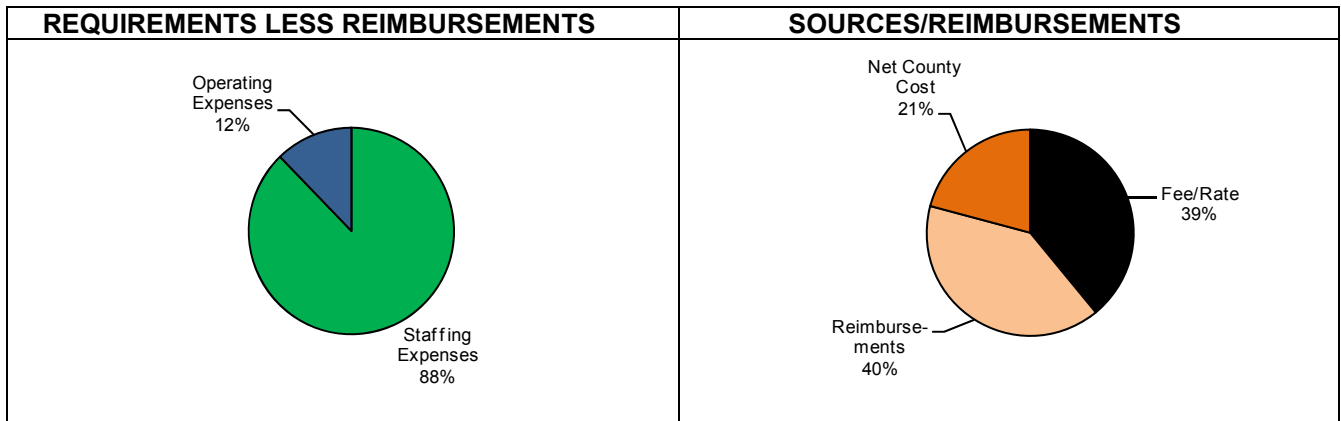 REQUIREMENTS LESS REIMBURSEMENTS
Operating
Expenses
12%
Staffing
Expenses
88%
SOURCES/REIMBURSEMENTS
Net County
Cost
21%
Fee/Rate
39%
Reimburse-
ments
40%